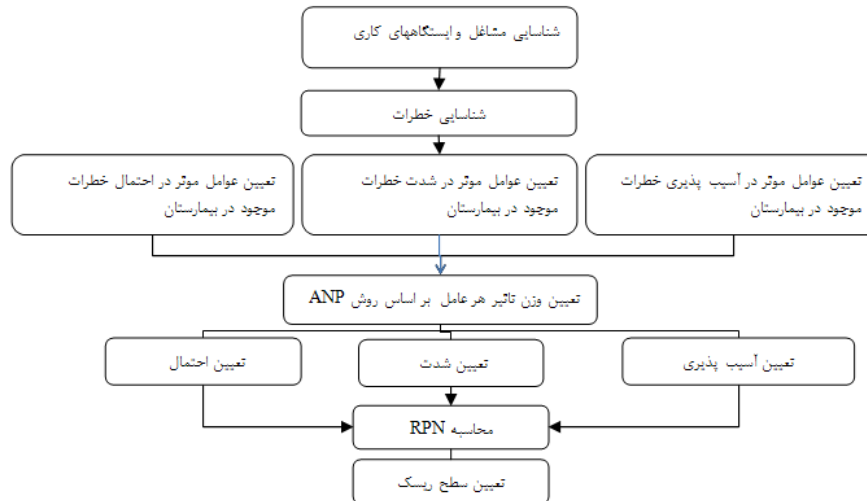 شناسایی مشاغل و ایستگاههای کاری
شناسایی خطرات
تعیین عوامل موثر در آسیب پذیری خطرات
موجود در بیمارستان
تعیین عوامل موثر در شدت خطرات
موجود در بیمارستان
تعیین عوامل موثر در احتمال خطرات
موجود در بیمارستان
تعیین وزن تاثیر هر عامل بر اساس روش ANP
تعیین آسیب پذیری
تعیین شدت
تعیین احتمال
محاسبه RPN
تعیین سطح ریسک